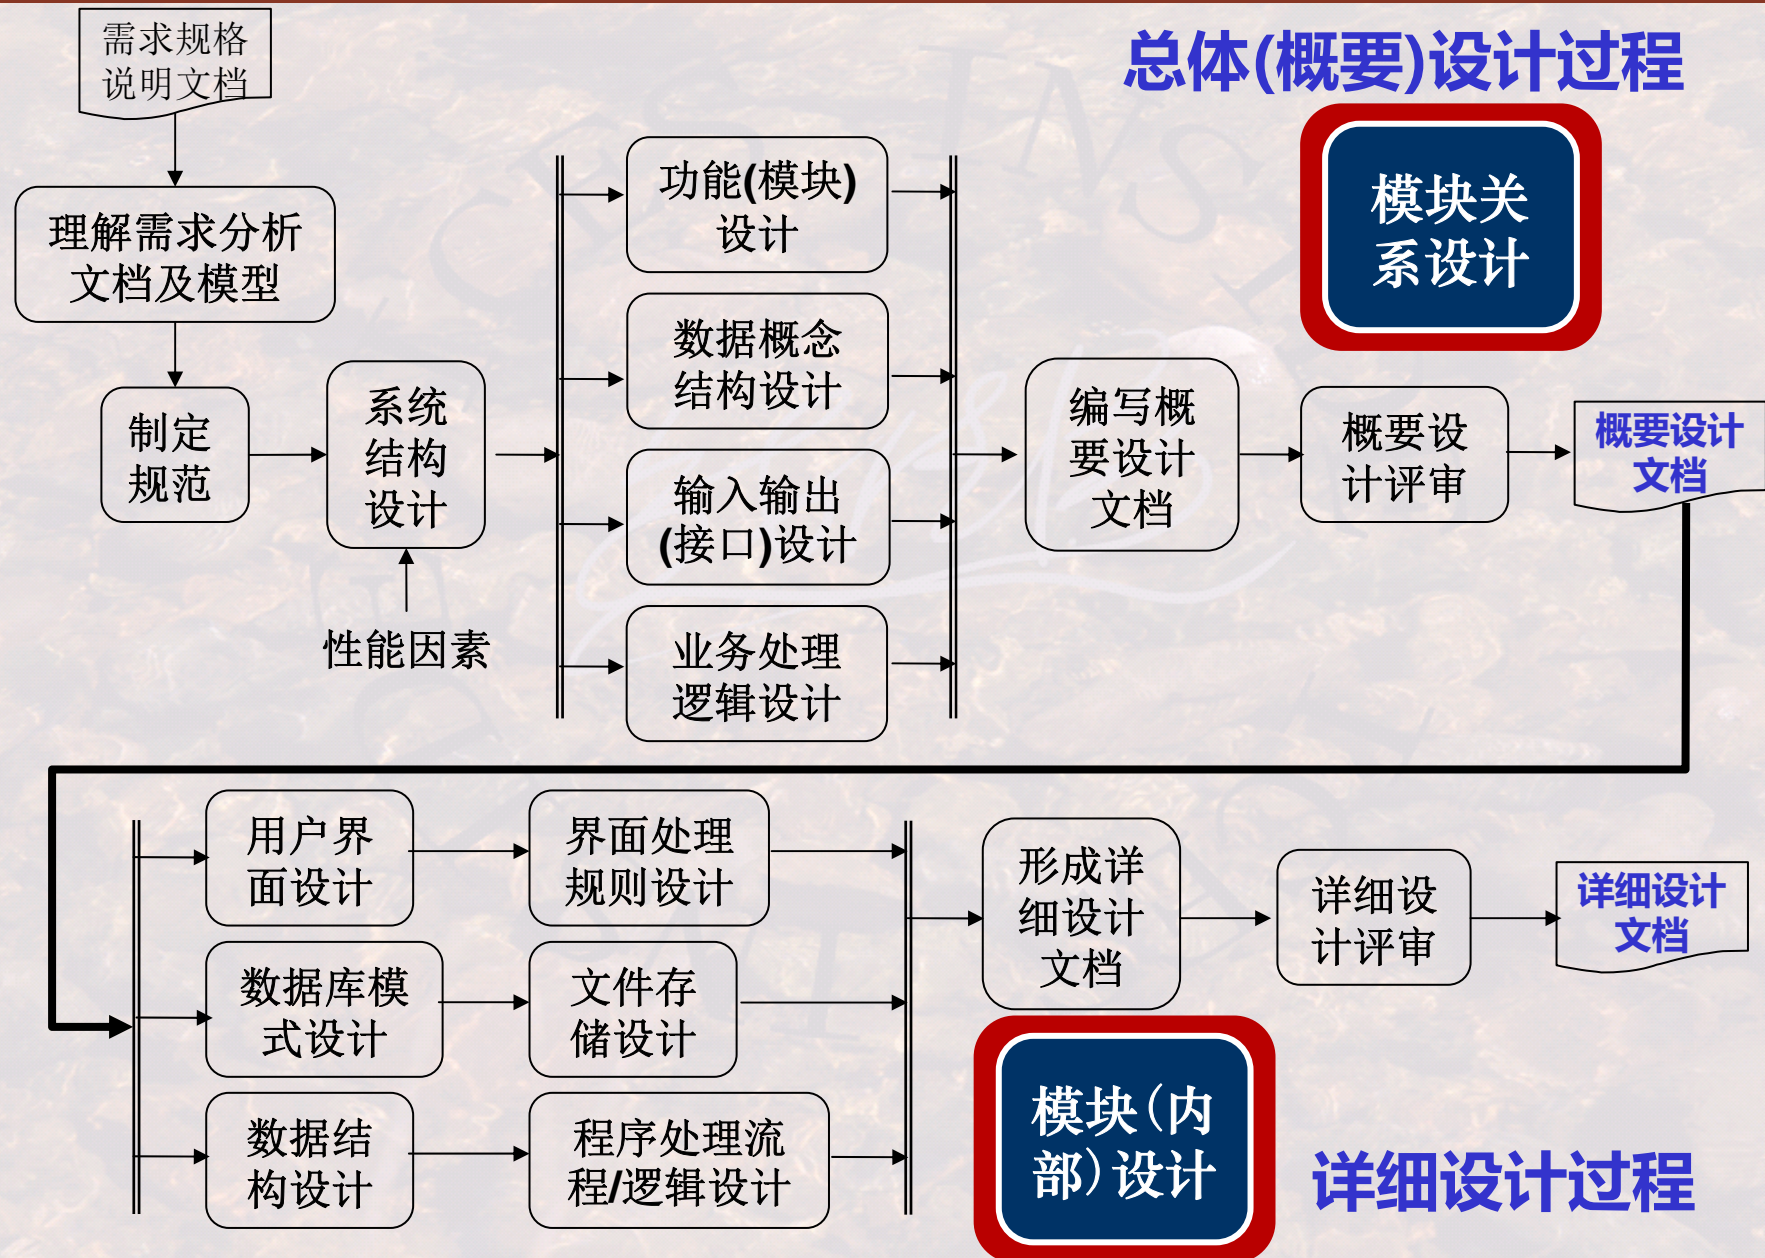 总体(概要)设计过程
需求规格
说明文档
理解需求分析
文档及模型
制定
规范
系统
结构
设计
性能因素
功能(模块)
设计
数据概念
结构设计
输入输出
(接口)设计
业务处理
逻辑设计
编写概
要设计
文档
概要设
计评审
概要设计
文档
模块关
系设计
用户界
面设计
界面处理
规则设计
数据库模
式设计
文件存
储设计
数据结
构设计
程序处理流
程/逻辑设计
形成详
细设计
文档
详细设
计评审
详细设计
文档
模块(内
部)设计
详细设计过程